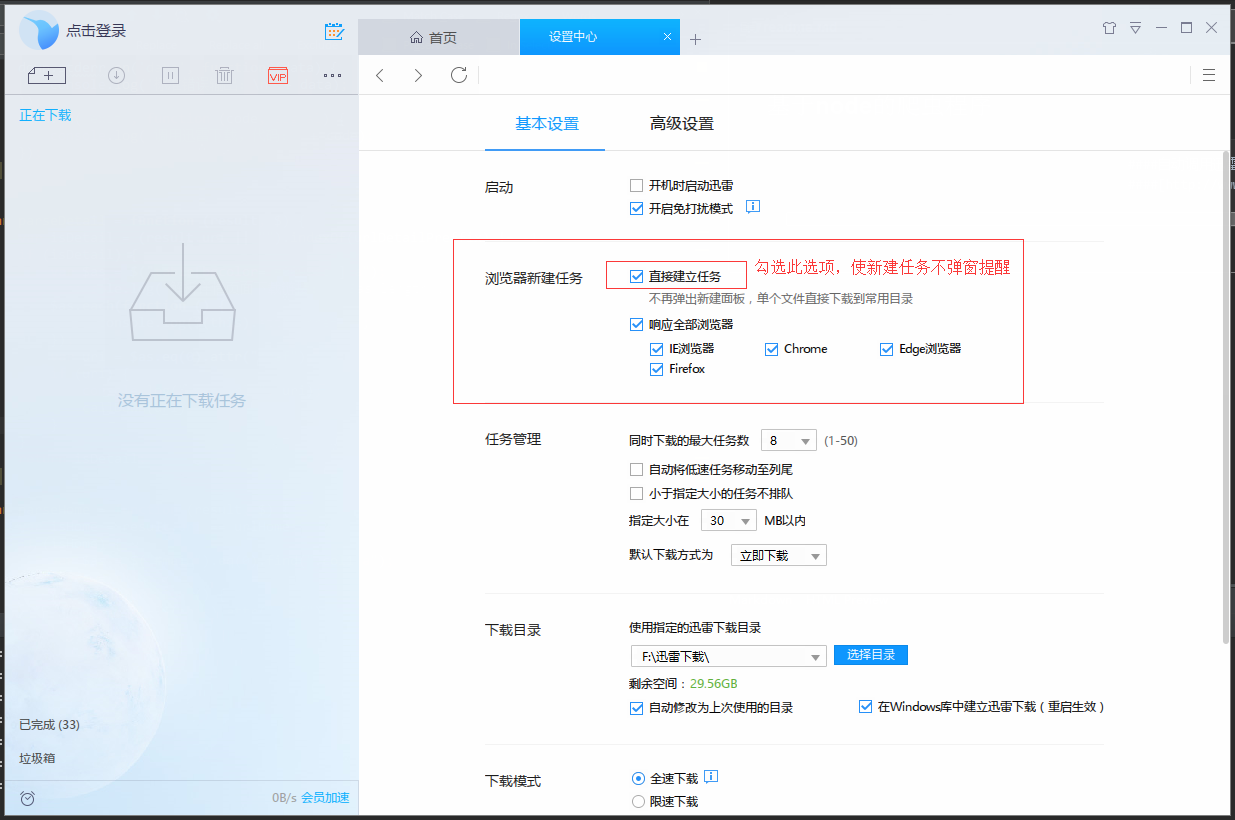 点击登录
首页
设置中心
VIP
正在下载
没有正在下载任务
已完成 (33)
垃圾箱
0B/s 会员加速
基本设置
高级设置
启动
开机时启动迅雷
开启免打扰模式
浏览器新建任务
直接建立任务
勾选此选项，使新建任务不弹窗提醒
不再弹出新建面板，单个文件直接下载到常用目录
响应全部浏览器
IE浏览器
Chrome
Edge浏览器
Firefox
任务管理
同时下载的最大任务数 8 (1-50)
自动将低速任务移动至列尾
小于指定大小的任务不排队
指定大小在 30 MB以内
默认下载方式为 立即下载
下载目录
使用指定的迅雷下载目录
F:\迅雷下载\
选择目录
剩余空间：29.56GB
自动修改为上次使用的目录
在Windows库中建立迅雷下载（重启生效）
下载模式
全速下载
限速下载